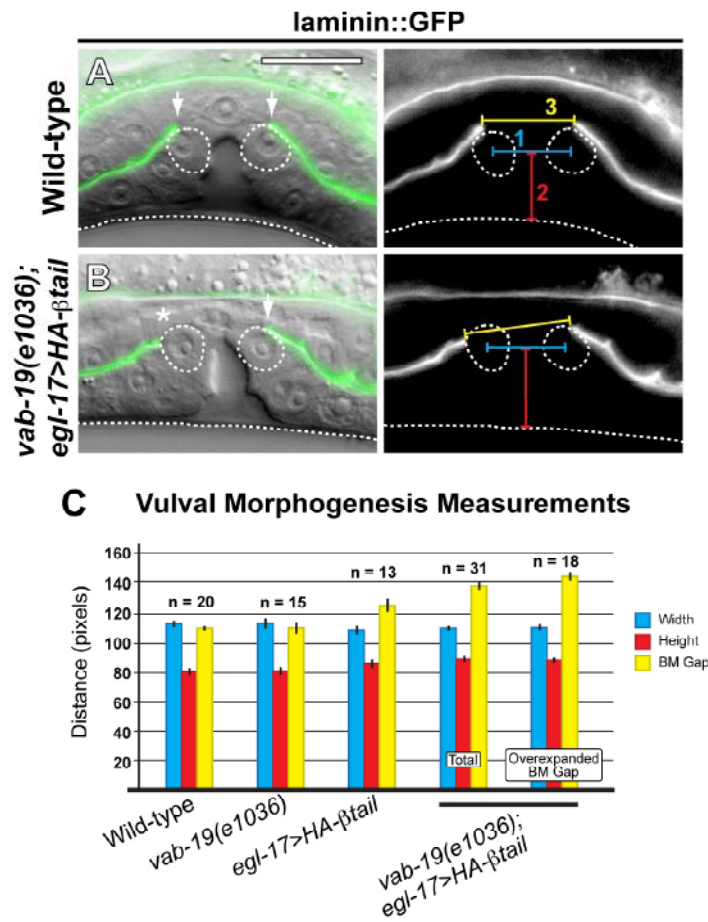 laminin::GFP
Wild-type
A
3
1
2
vab-19(e1036);
egl-17>HA-βtail
B
*
C Vulval Morphogenesis Measurements
Distance (pixels)
160
140
120
100
80
60
40
20
n = 20
n = 15
n = 13
n = 31
n = 18
Width
Height
BM Gap
Total
Overexpanded
BM Gap
Wild-type
vab-19(e1036)
egl-17>HA-βtail
vab-19(e1036);
egl-17>HA-βtail